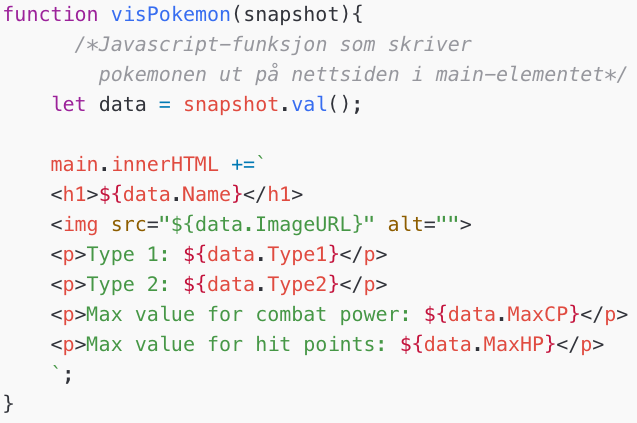 function visPokemon(snapshot){
/*Javascript-funksjon som skriver
pokemonen ut på nettsiden i main-elementet*/
let data = snapshot.val();
main.innerHTML +=`
<h1>${data.Name}</h1>
<img src="${data.ImageURL}" alt="">
<p>Type 1: ${data.Type1}</p>
<p>Type 2: ${data.Type2}</p>
<p>Max value for combat power: ${data.MaxCP}</p>
<p>Max value for hit points: ${data.MaxHP}</p>
`;
}